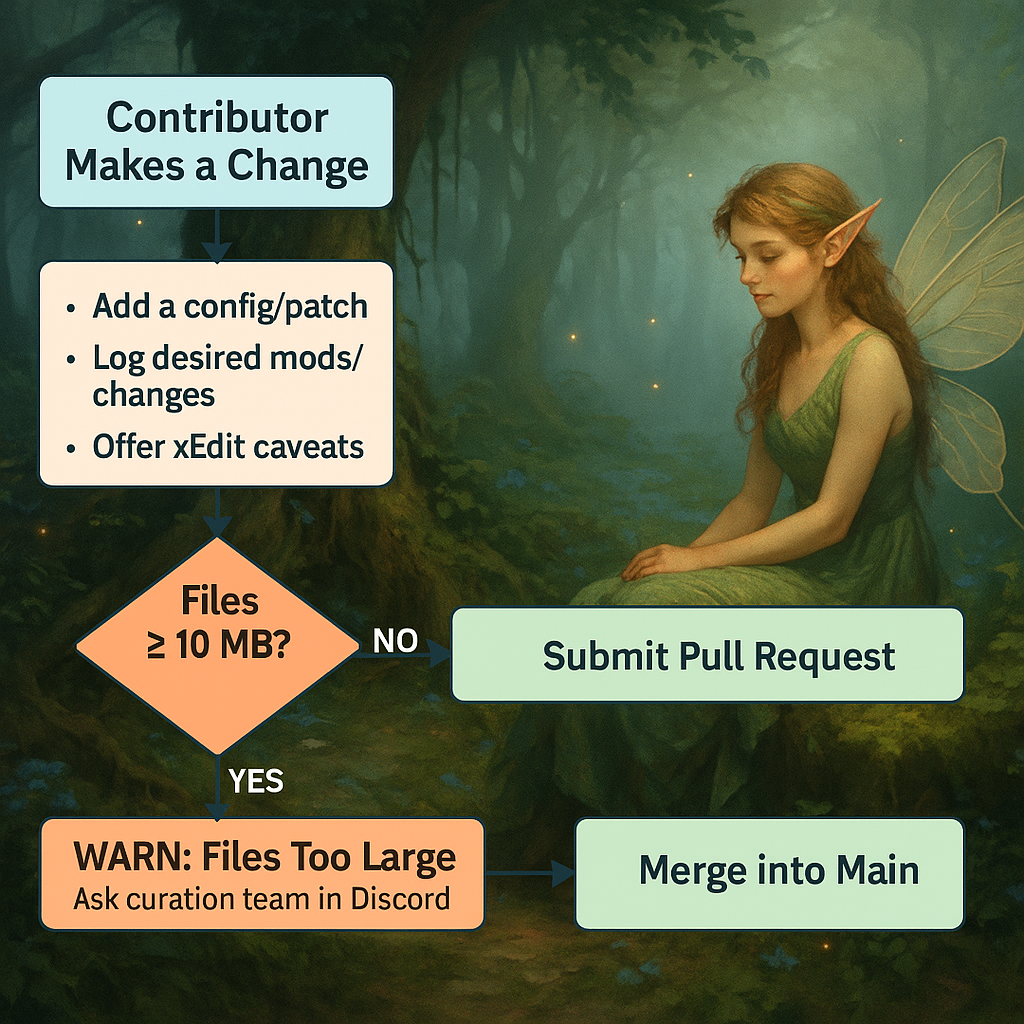 Contributor
Makes a Change
• Add a config/patch
• Log desired mods/
changes
• Offer xEdit caveats
Files
≥ 10 MB?
NO
Submit Pull Request
YES
WARN: Files Too Large
Ask curation team in Discord
Merge into Main